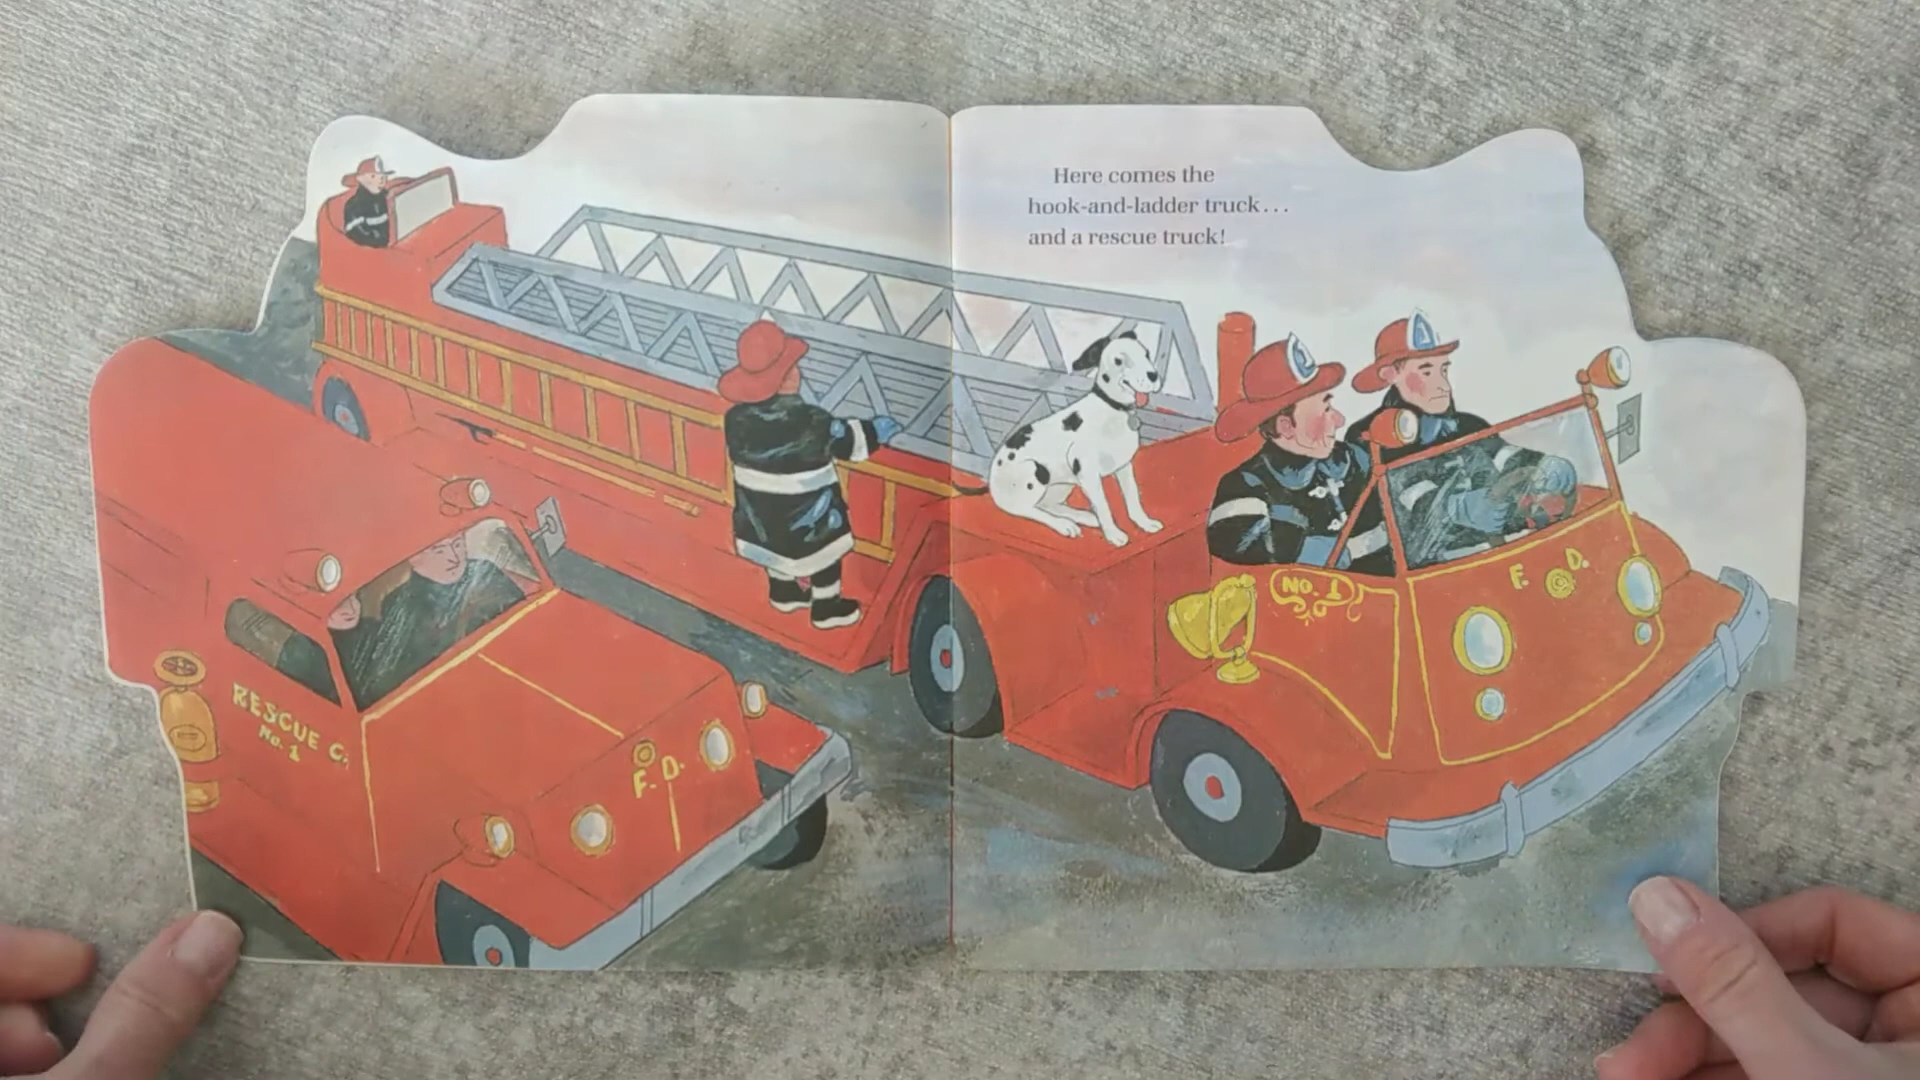 Here comes the
hook-and-ladder truck...
and a rescue truck!
NO. 1
F. D.
RESCUE C.
No. 1
F. D.